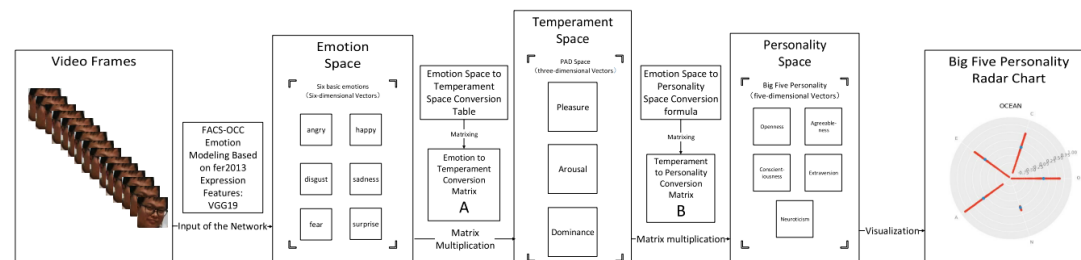 Video Frames
FACS-OCC
Emotion
Modeling Based
on fer2013
Expression
Features:
VGG19
Input of the Network
Emotion
Space
Six basic emotions
(Six-dimensional Vectors)
angry
happy
disgust
sadness
fear
surprise
Emotion Space to
Temperament
Space Conversion
Table
Matrixing
Emotion to
Temperament
Conversion
Matrix
A
Matrix
Multiplication
Temperament
Space
PAD Space
(three-dimensional Vectors)
Pleasure
Arousal
Dominance
Emotion Space to
Personality
Space Conversion
formula
Matrixing
Temperament
to Personality
Conversion
Matrix
B
Matrix multiplication
Personality
Space
Big Five Personality
(five-dimensional Vectors)
Openness
Agreeable-
ness
Conscient-
iousness
Extraversion
Neuroticism
Visualization
Big Five Personality
Radar Chart
OCEAN
C
E
O
A
N